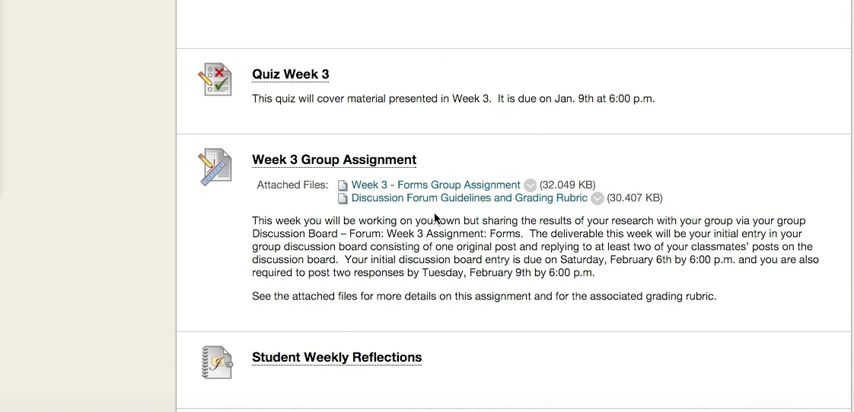 Quiz Week 3
This quiz will cover material presented in Week 3. It is due on Jan. 9th at 6:00 p.m.
Week 3 Group Assignment
Attached Files: Week 3 - Forms Group Assignment (32.049 KB)
Discussion Forum Guidelines and Grading Rubric (30.407 KB)
This week you will be working on your own but sharing the results of your research with your group via your group
Discussion Board – Forum: Week 3 Assignment: Forms. The deliverable this week will be your initial entry in your
group discussion board consisting of one original post and replying to at least two of your classmates' posts on the
discussion board. Your initial discussion board entry is due on Saturday, February 6th by 6:00 p.m. and you are also
required to post two responses by Tuesday, February 9th by 6:00 p.m.
See the attached files for more details on this assignment and for the associated grading rubric.
Student Weekly Reflections